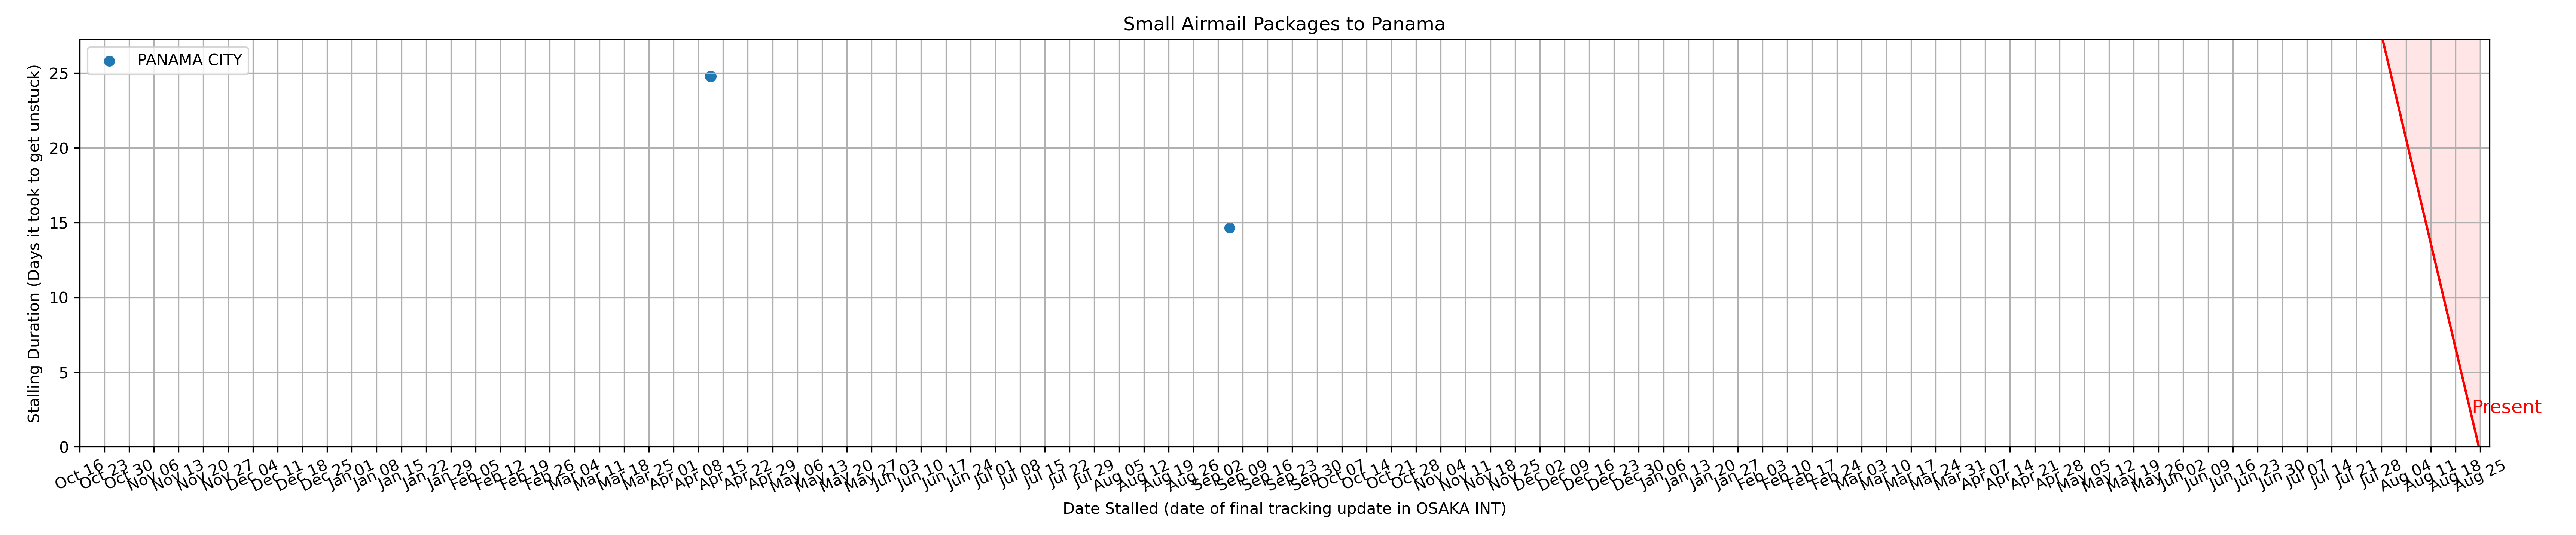 Small Airmail Packages to Panama
PANAMA CITY
Stalling Duration (Days it took to get unstuck)
25
20
15
10
5
0
Present
Oct 16
Oct 23
Oct 30
Nov 06
Nov 13
Nov 20
Nov 27
Dec 04
Dec 11
Dec 18
Dec 25
Jan 01
Jan 08
Jan 15
Jan 22
Jan 29
Feb 05
Feb 12
Feb 19
Feb 26
Mar 04
Mar 11
Mar 18
Mar 25
Apr 01
Apr 08
Apr 15
Apr 22
Apr 29
May 06
May 13
May 20
May 27
Jun 03
Jun 10
Jun 17
Jun 24
Jul 01
Jul 08
Jul 15
Jul 22
Jul 29
Aug 05
Aug 12
Aug 19
Aug 26
Sep 02
Sep 09
Sep 16
Sep 23
Sep 30
Oct 07
Oct 14
Oct 21
Oct 28
Nov 04
Nov 11
Nov 18
Nov 25
Dec 02
Dec 09
Dec 16
Dec 23
Dec 30
Jan 06
Jan 13
Jan 20
Jan 27
Feb 03
Feb 10
Feb 17
Feb 24
Mar 03
Mar 10
Mar 17
Mar 24
Mar 31
Apr 07
Apr 14
Apr 21
Apr 28
May 05
May 12
May 19
May 26
Jun 02
Jun 09
Jun 16
Jun 23
Jun 30
Jul 07
Jul 14
Jul 21
Jul 28
Aug 04
Aug 11
Aug 18
Aug 25
Date Stalled (date of final tracking update in OSAKA INT)